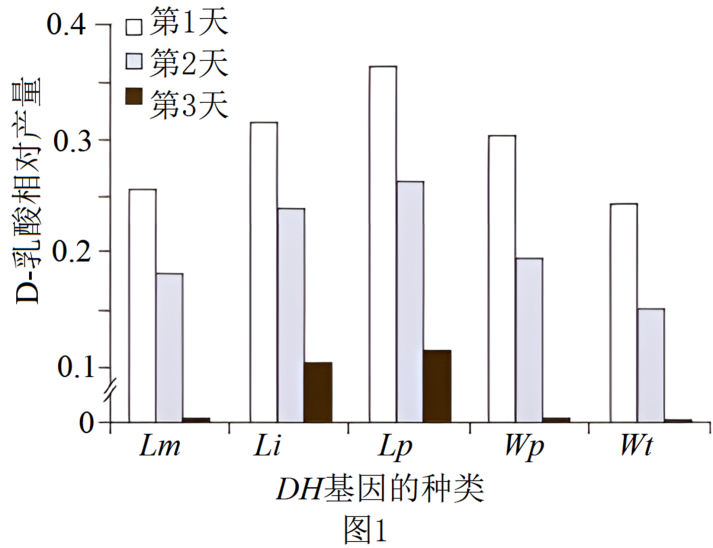 0.4
第1天
第2天
第3天
0.3
0.2
0.1
0
D-乳酸相对产量
Lm Li Lp Wp Wt
DH基因的种类
图1